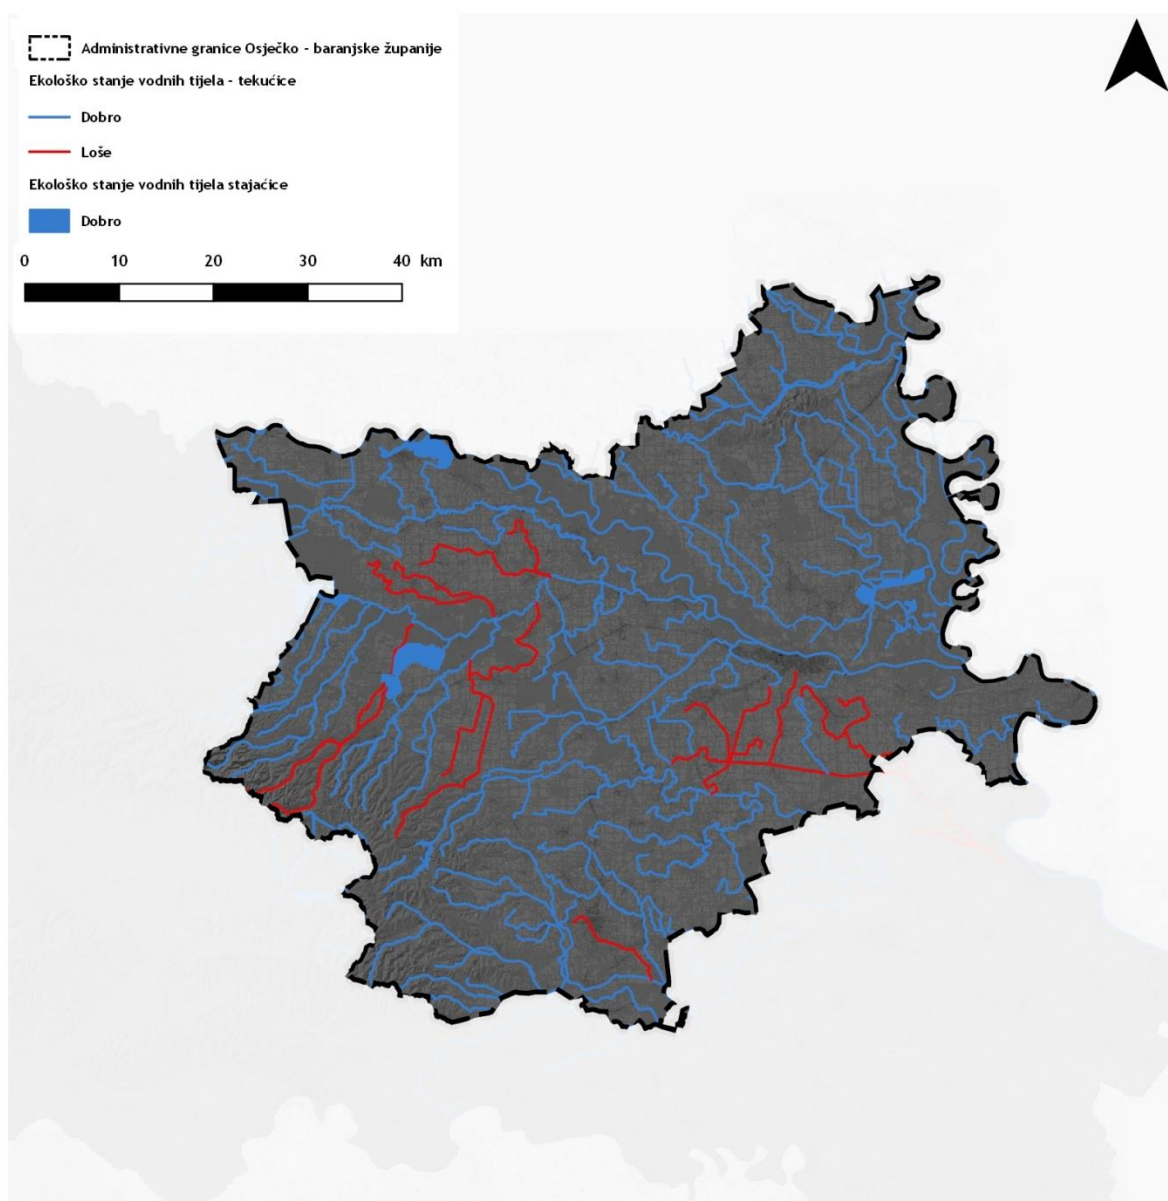 Administrativne granice Osječko - baranjske županije
Ekološko stanje vodnih tijela - tekućice
Dobro
Loše
Ekološko stanje vodnih tijela stajaćice
Dobro
0 10 20 30 40 km